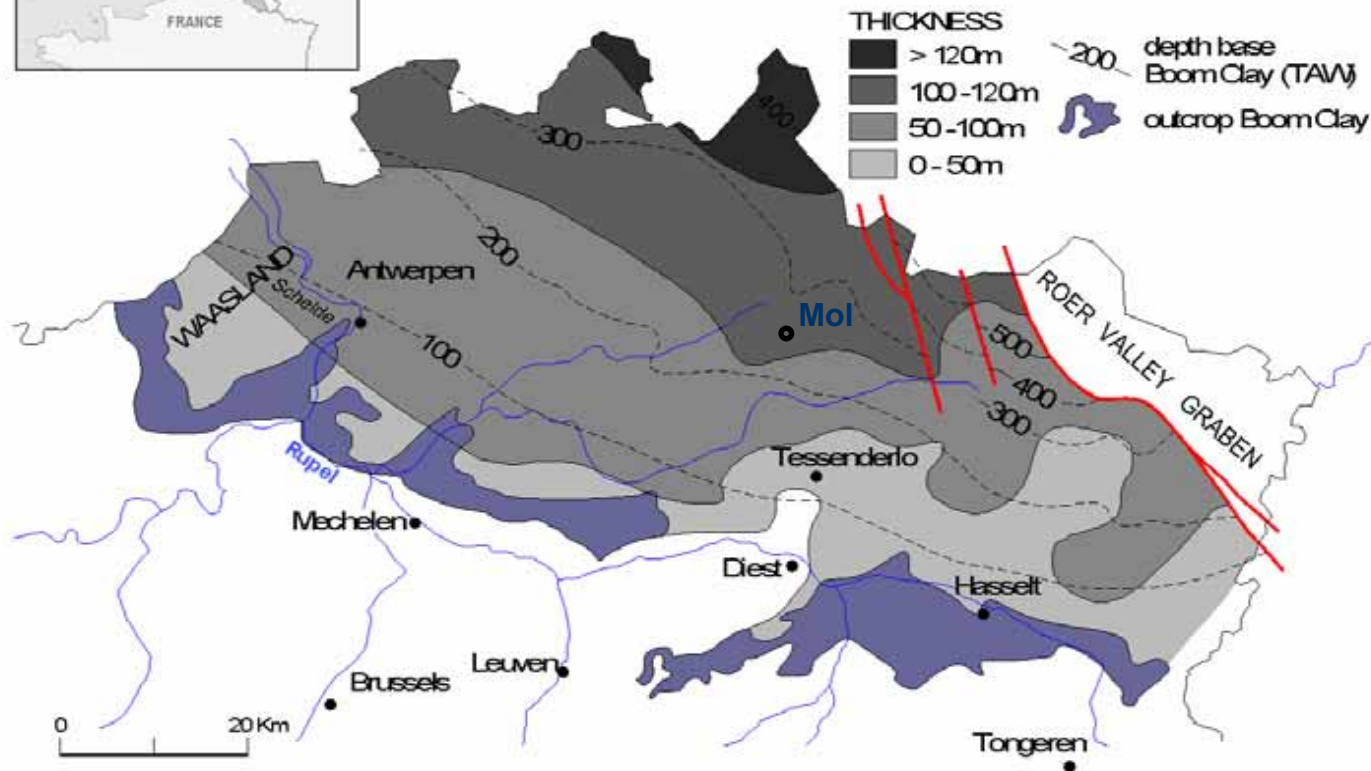 FRANCE
THICKNESS
> 120m
100 -120m
50 -100m
0 - 50m
-200
depth base
Boom Clay (TAW)
outcrop Boom Clay
400
300
200
100
500
400
300
WAASLAND
Schelde
Antwerpen
Mol
ROER VALLEY GRABEN
Rupel
Tessenderlo
Mechelen
Diest
Hasselt
Leuven
Brussels
Tongeren
0 20 Km